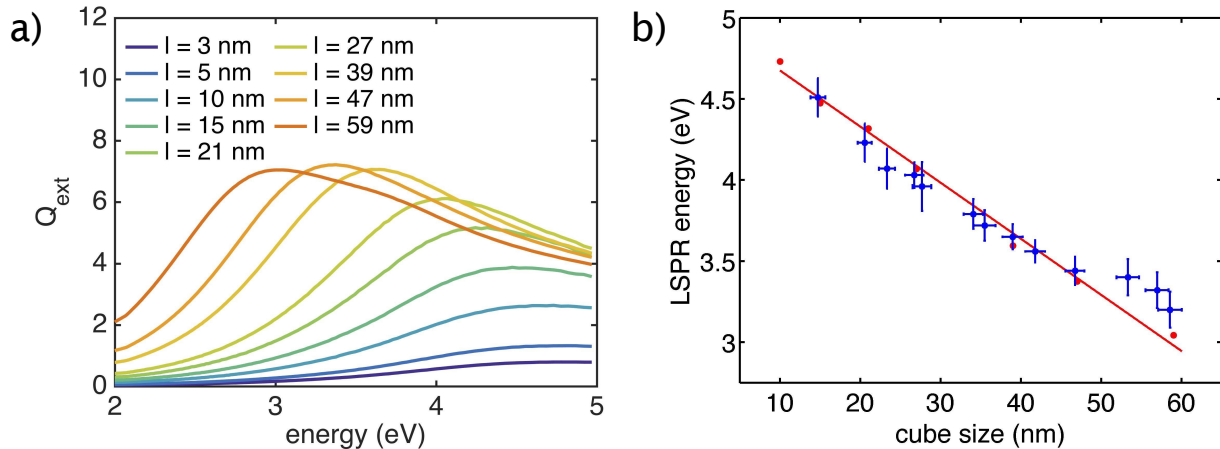 a)
12
10
8
6
4
2
0
Q_ext
l = 3 nm
l = 5 nm
l = 10 nm
l = 15 nm
l = 21 nm
l = 27 nm
l = 39 nm
l = 47 nm
l = 59 nm
2 3 4 5
energy (eV)
b)
5
4.5
4
3.5
3
LSPR energy (eV)
10 20 30 40 50 60
cube size (nm)